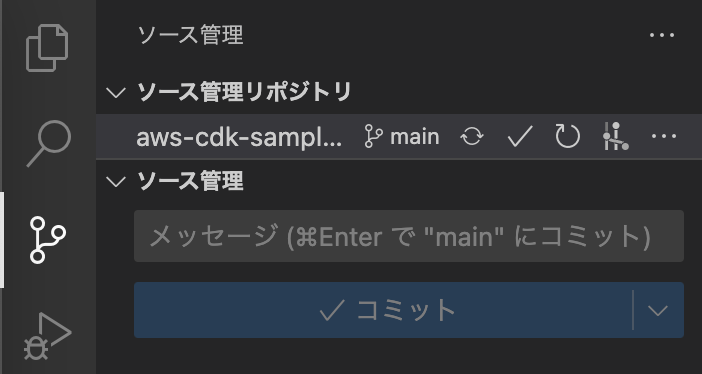 ソース管理
ソース管理リポジトリ
aws-cdk-sampl... main
ソース管理
メッセージ (⌘Enter で "main" にコミット)
コミット